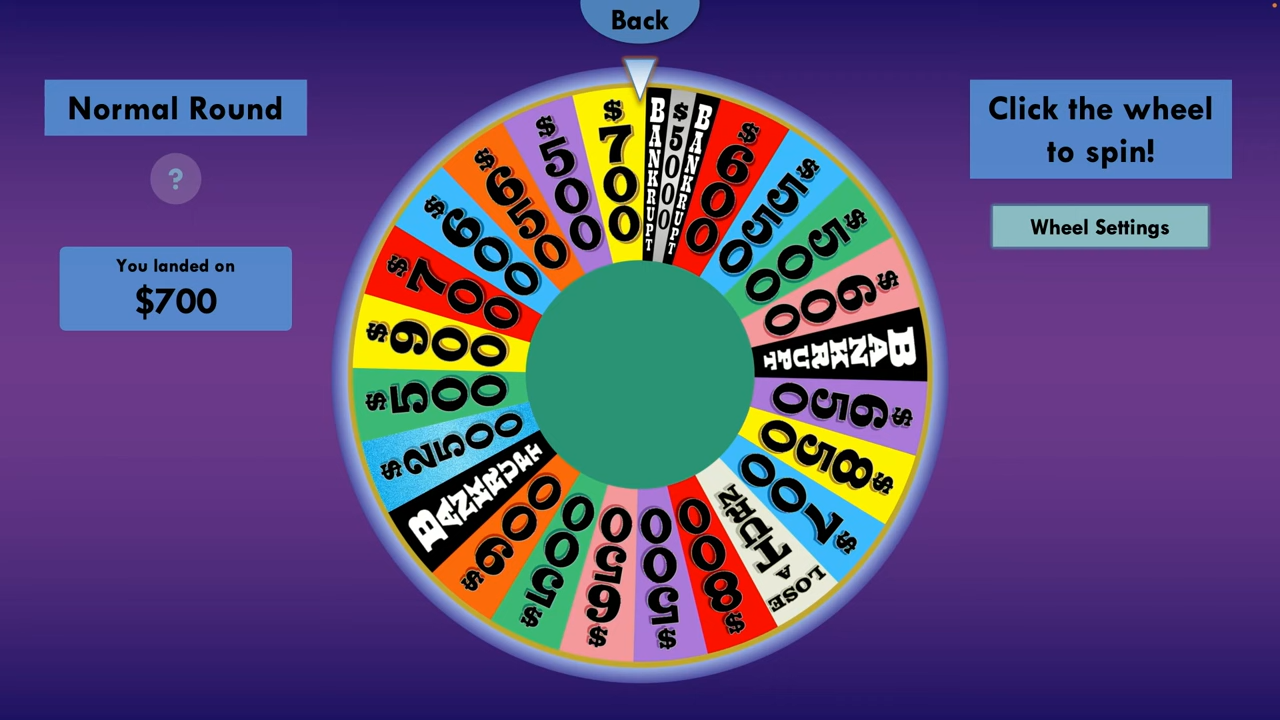 Back
Normal Round
?
You landed on
$700
Click the wheel
to spin!
Wheel Settings
$700
BANKRUPT
$5000
BANKRUPT
$600
$550
$500
$600
BANKRUPT
$650
$850
$700
LOSE
A
TURN
$800
$500
$650
$500
$900
BANKRUPT
$2500
$500
$900
$700
$600
$650
$500